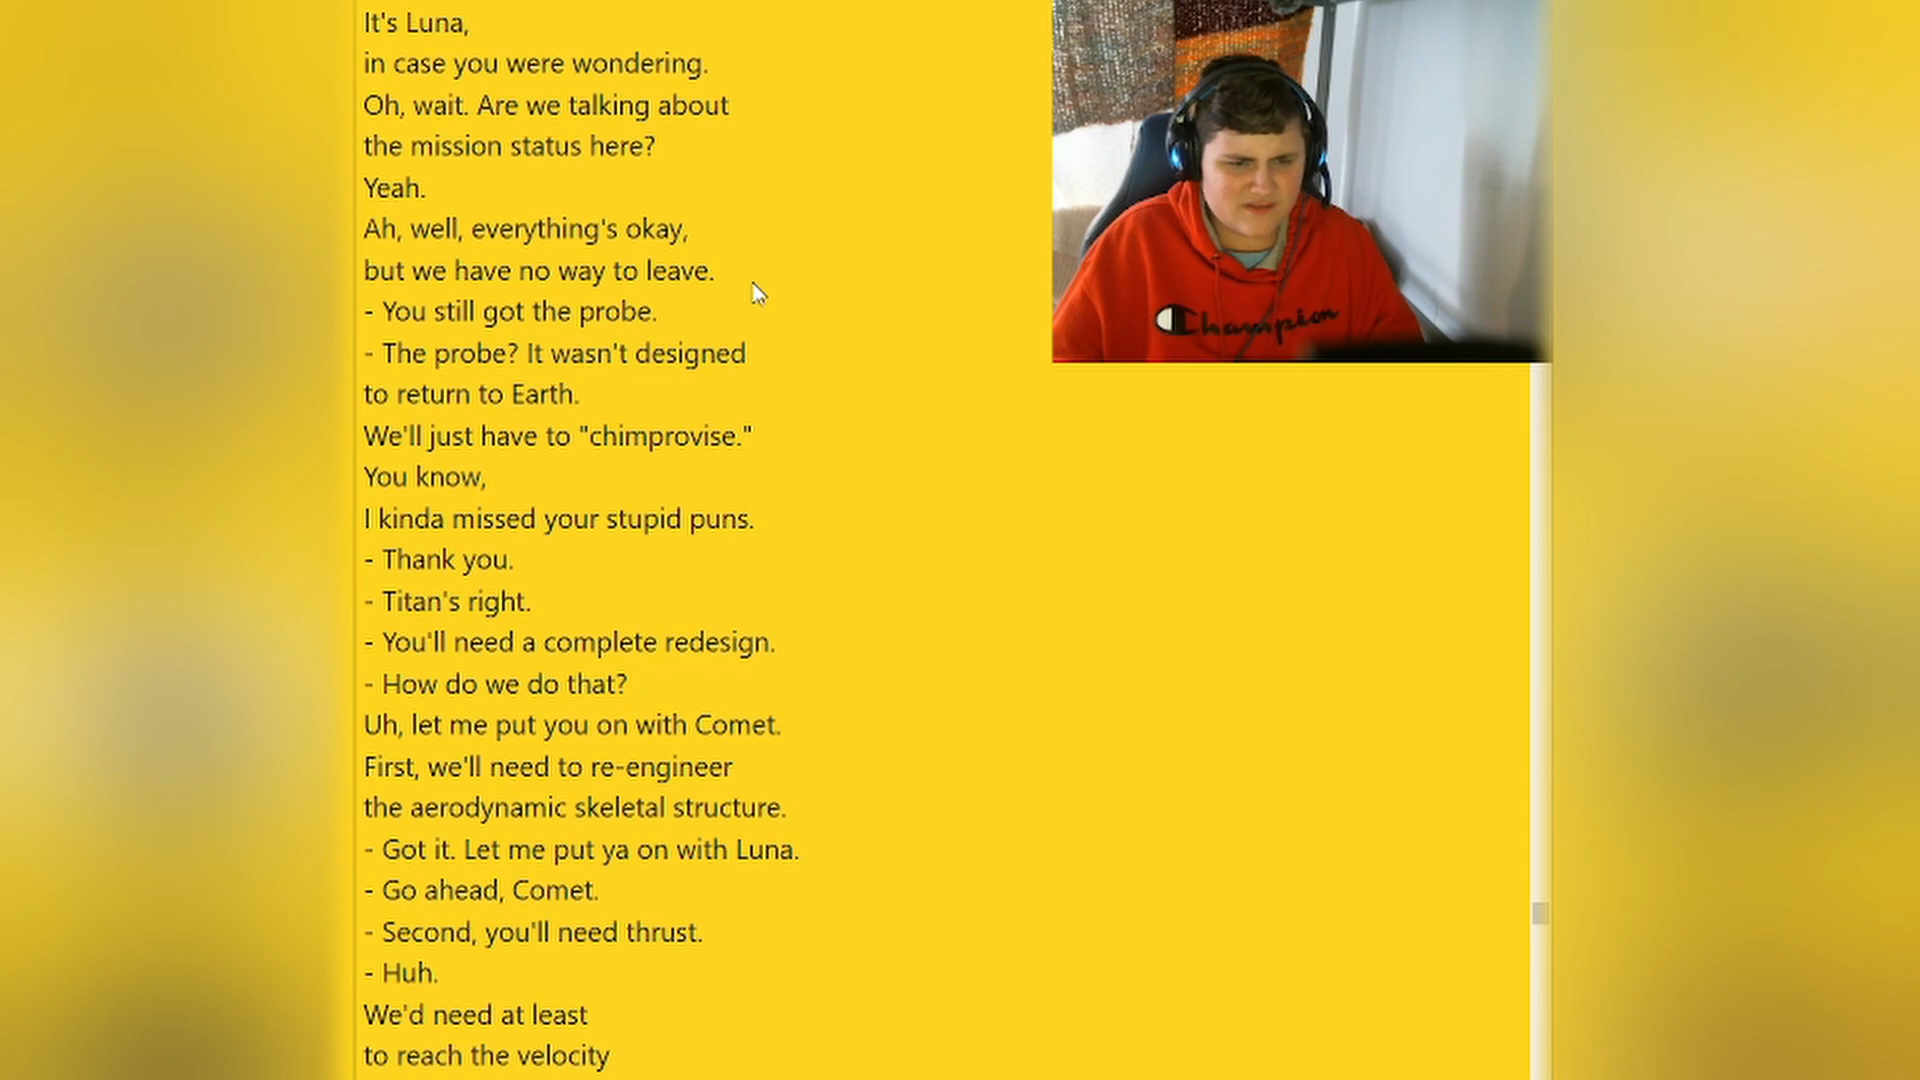 It's Luna,
in case you were wondering.
Oh, wait. Are we talking about
the mission status here?
Yeah.
Ah, well, everything's okay,
but we have no way to leave.
- You still got the probe.
- The probe? It wasn't designed
to return to Earth.
We'll just have to "chimprovise."
You know,
I kinda missed your stupid puns.
- Thank you.
- Titan's right.
- You'll need a complete redesign.
- How do we do that?
Uh, let me put you on with Comet.
First, we'll need to re-engineer
the aerodynamic skeletal structure.
- Got it. Let me put ya on with Luna.
- Go ahead, Comet.
- Second, you'll need thrust.
- Huh.
We'd need at least
to reach the velocity
Champion